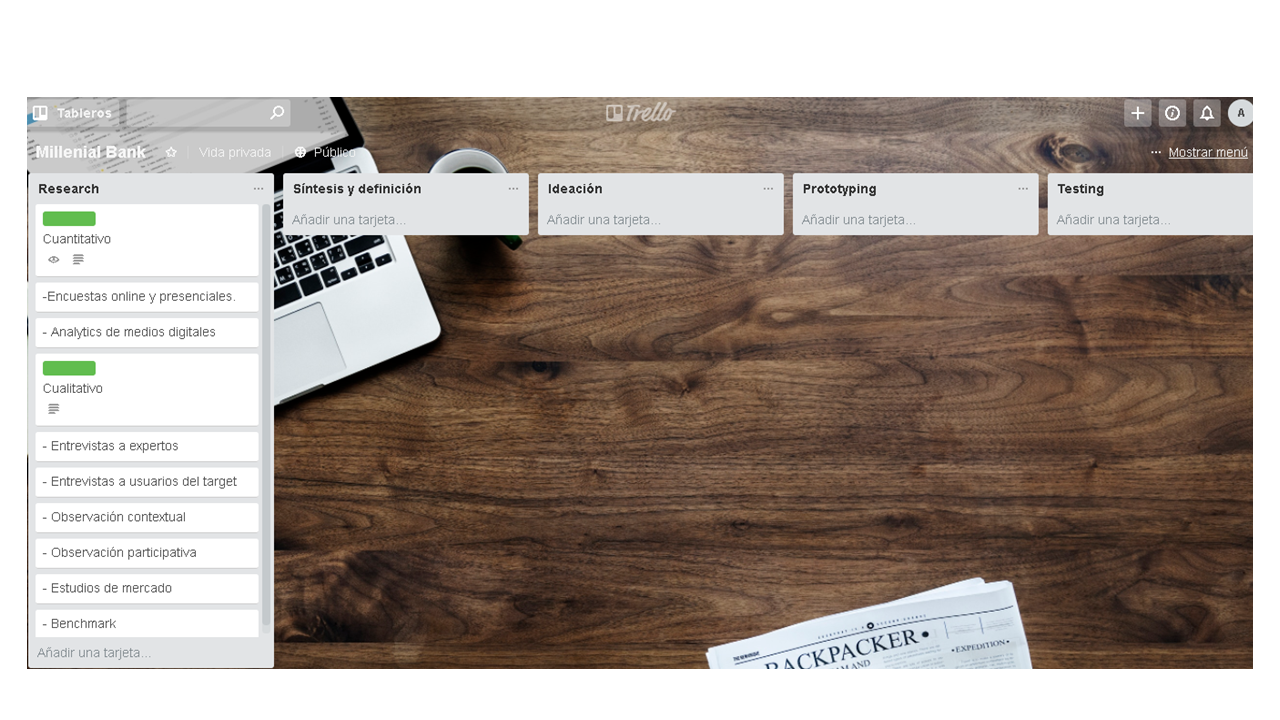 Tableros
Trello
A
Millenial Bank
Vida privada
Público
Mostrar menú
Research
Cuantitativo
-Encuestas online y presenciales.
- Analytics de medios digitales
Cualitativo
- Entrevistas a expertos
- Entrevistas a usuarios del target
- Observación contextual
- Observación participativa
- Estudios de mercado
- Benchmark
Añadir una tarjeta...
Síntesis y definición
Añadir una tarjeta...
Ideación
Añadir una tarjeta...
Prototyping
Añadir una tarjeta...
Testing
Añadir una tarjeta...
BACKPACKER
•EXPEDITION•